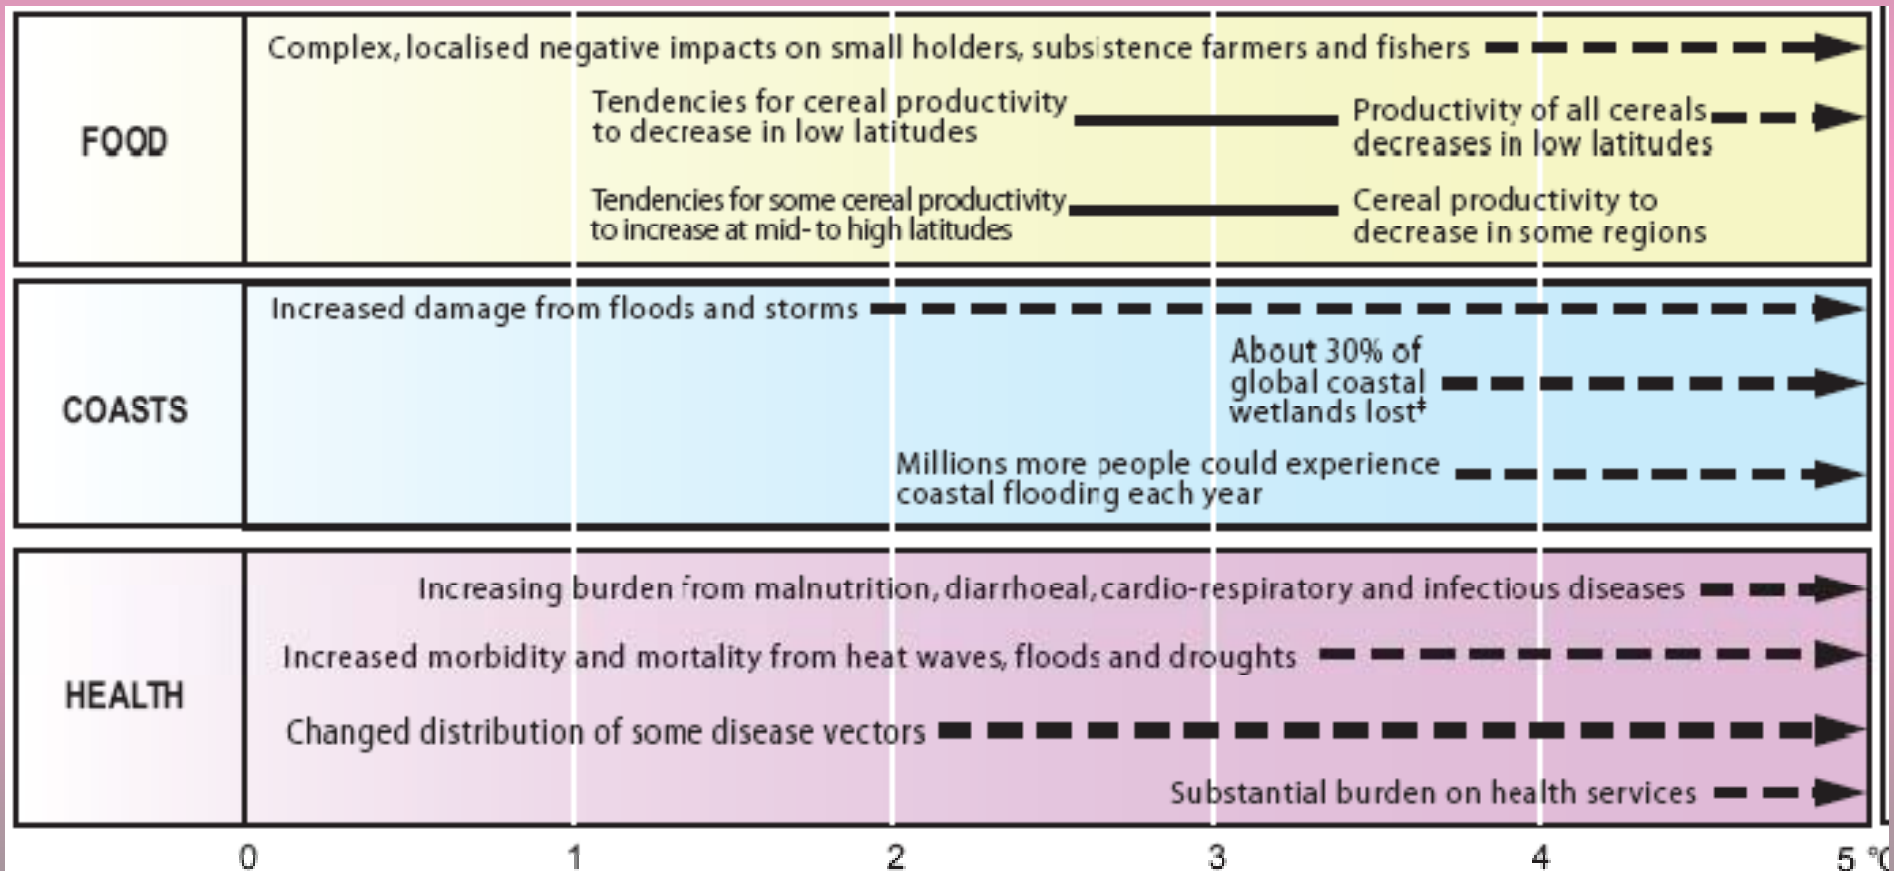 FOOD
Complex, localised negative impacts on small holders, subsistence farmers and fishers
Tendencies for cereal productivity
to decrease in low latitudes
Productivity of all cereals
decreases in low latitudes
Tendencies for some cereal productivity
to increase at mid- to high latitudes
Cereal productivity to
decrease in some regions
COASTS
Increased damage from floods and storms
About 30% of
global coastal
wetlands lost‡
Millions more people could experience
coastal flooding each year
HEALTH
Increasing burden from malnutrition, diarrhoeal, cardio-respiratory and infectious diseases
Increased morbidity and mortality from heat waves, floods and droughts
Changed distribution of some disease vectors
Substantial burden on health services
0 1 2 3 4 5 °C